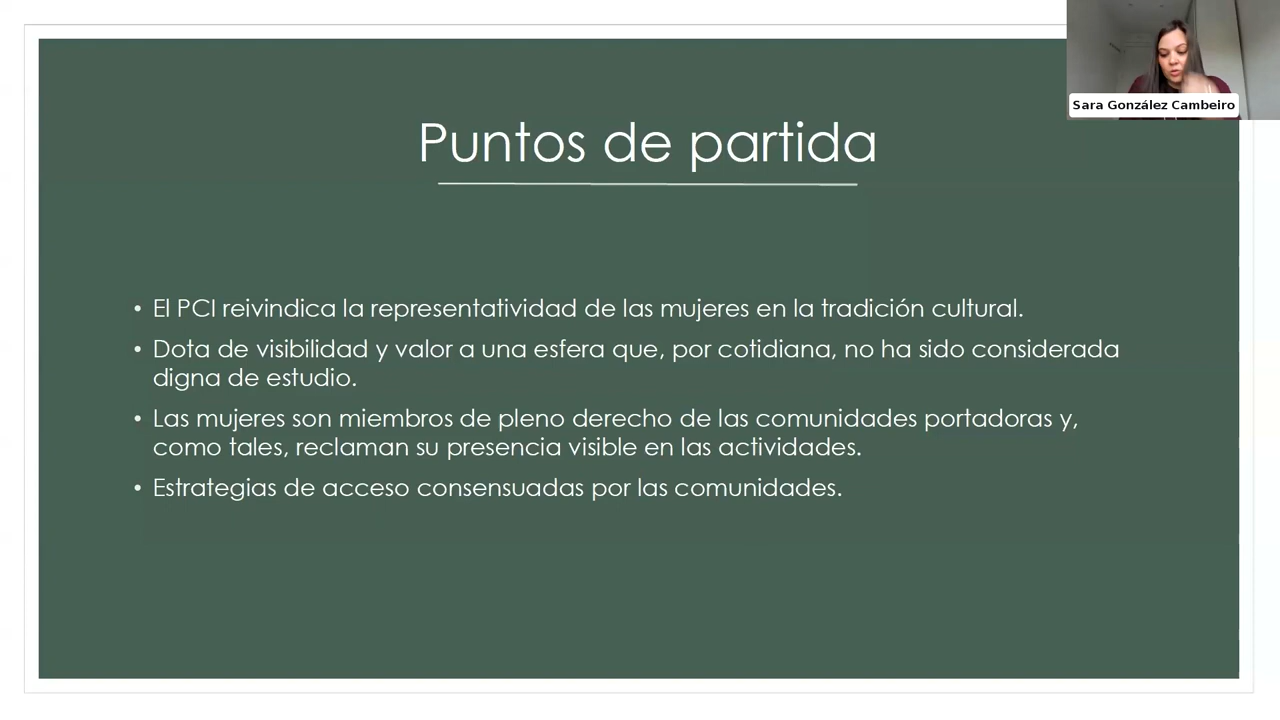 Sara González Cambeiro
Puntos de partida
• El PCI reivindica la representatividad de las mujeres en la tradición cultural.
• Dota de visibilidad y valor a una esfera que, por cotidiana, no ha sido considerada
digna de estudio.
• Las mujeres son miembros de pleno derecho de las comunidades portadoras y,
como tales, reclaman su presencia visible en las actividades.
• Estrategias de acceso consensuadas por las comunidades.